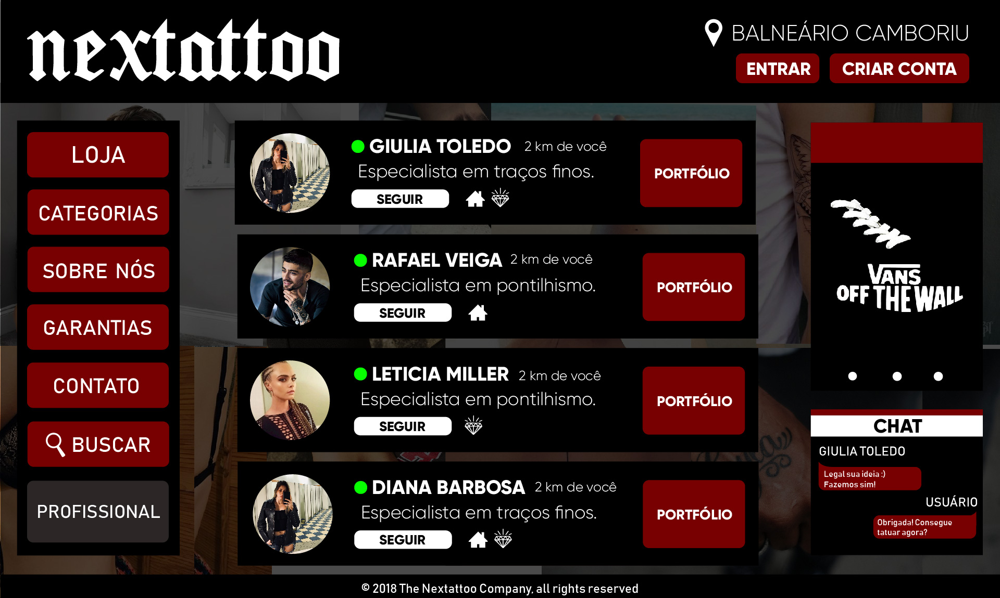 nextattoo
BALNEÁRIO CAMBORIU
ENTRAR
CRIAR CONTA
LOJA
CATEGORIAS
SOBRE NÓS
GARANTIAS
CONTATO
BUSCAR
PROFISSIONAL
GIULIA TOLEDO 2 km de você
Especialista em traços finos.
SEGUIR
PORTFÓLIO
RAFAEL VEIGA 2 km de você
Especialista em pontilhismo.
SEGUIR
PORTFÓLIO
LETICIA MILLER 2 km de você
Especialista em pontilhismo.
SEGUIR
PORTFÓLIO
DIANA BARBOSA 2 km de você
Especialista em traços finos.
SEGUIR
PORTFÓLIO
VANS
OFF THE WALL
CHAT
GIULIA TOLEDO
Legal sua ideia :)
Fazemos sim!
USUÁRIO
Obrigada! Consegue
tatuar agora?
© 2018 The Nextattoo Company, all rights reserved